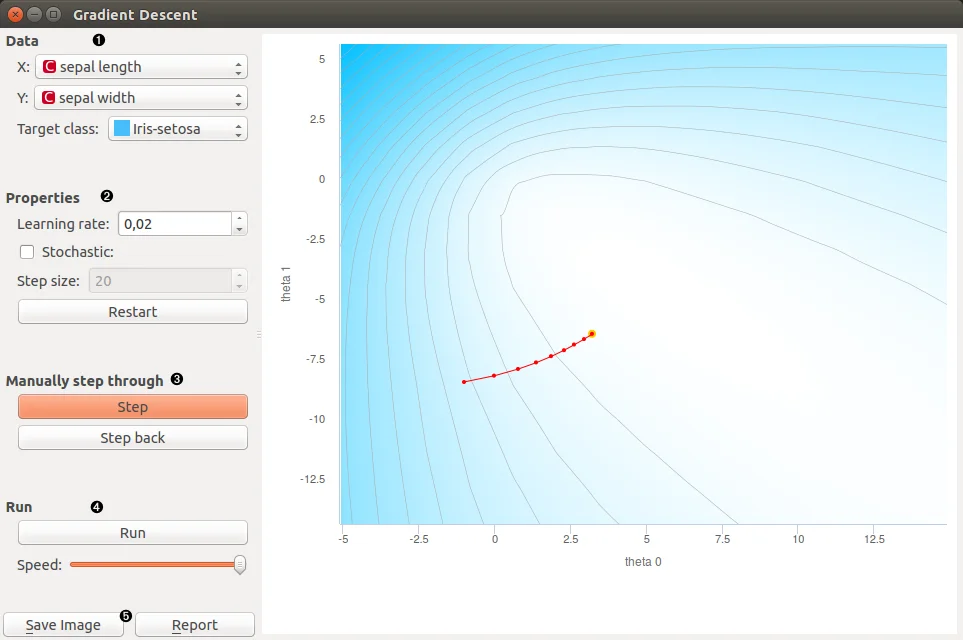 Gradient Descent
Data ❶
X: C sepal length
Y: C sepal width
Target class: Iris-setosa
Properties ❷
Learning rate: 0,02
Stochastic:
Step size: 20
Restart
Manually step through ❸
Step
Step back
Run ❹
Run
Speed:
Save Image ❺ Report
5
2.5
0
-2.5
-5
-7.5
-10
-12.5
theta 1
-5 -2.5 0 2.5 5 7.5 10 12.5
theta 0